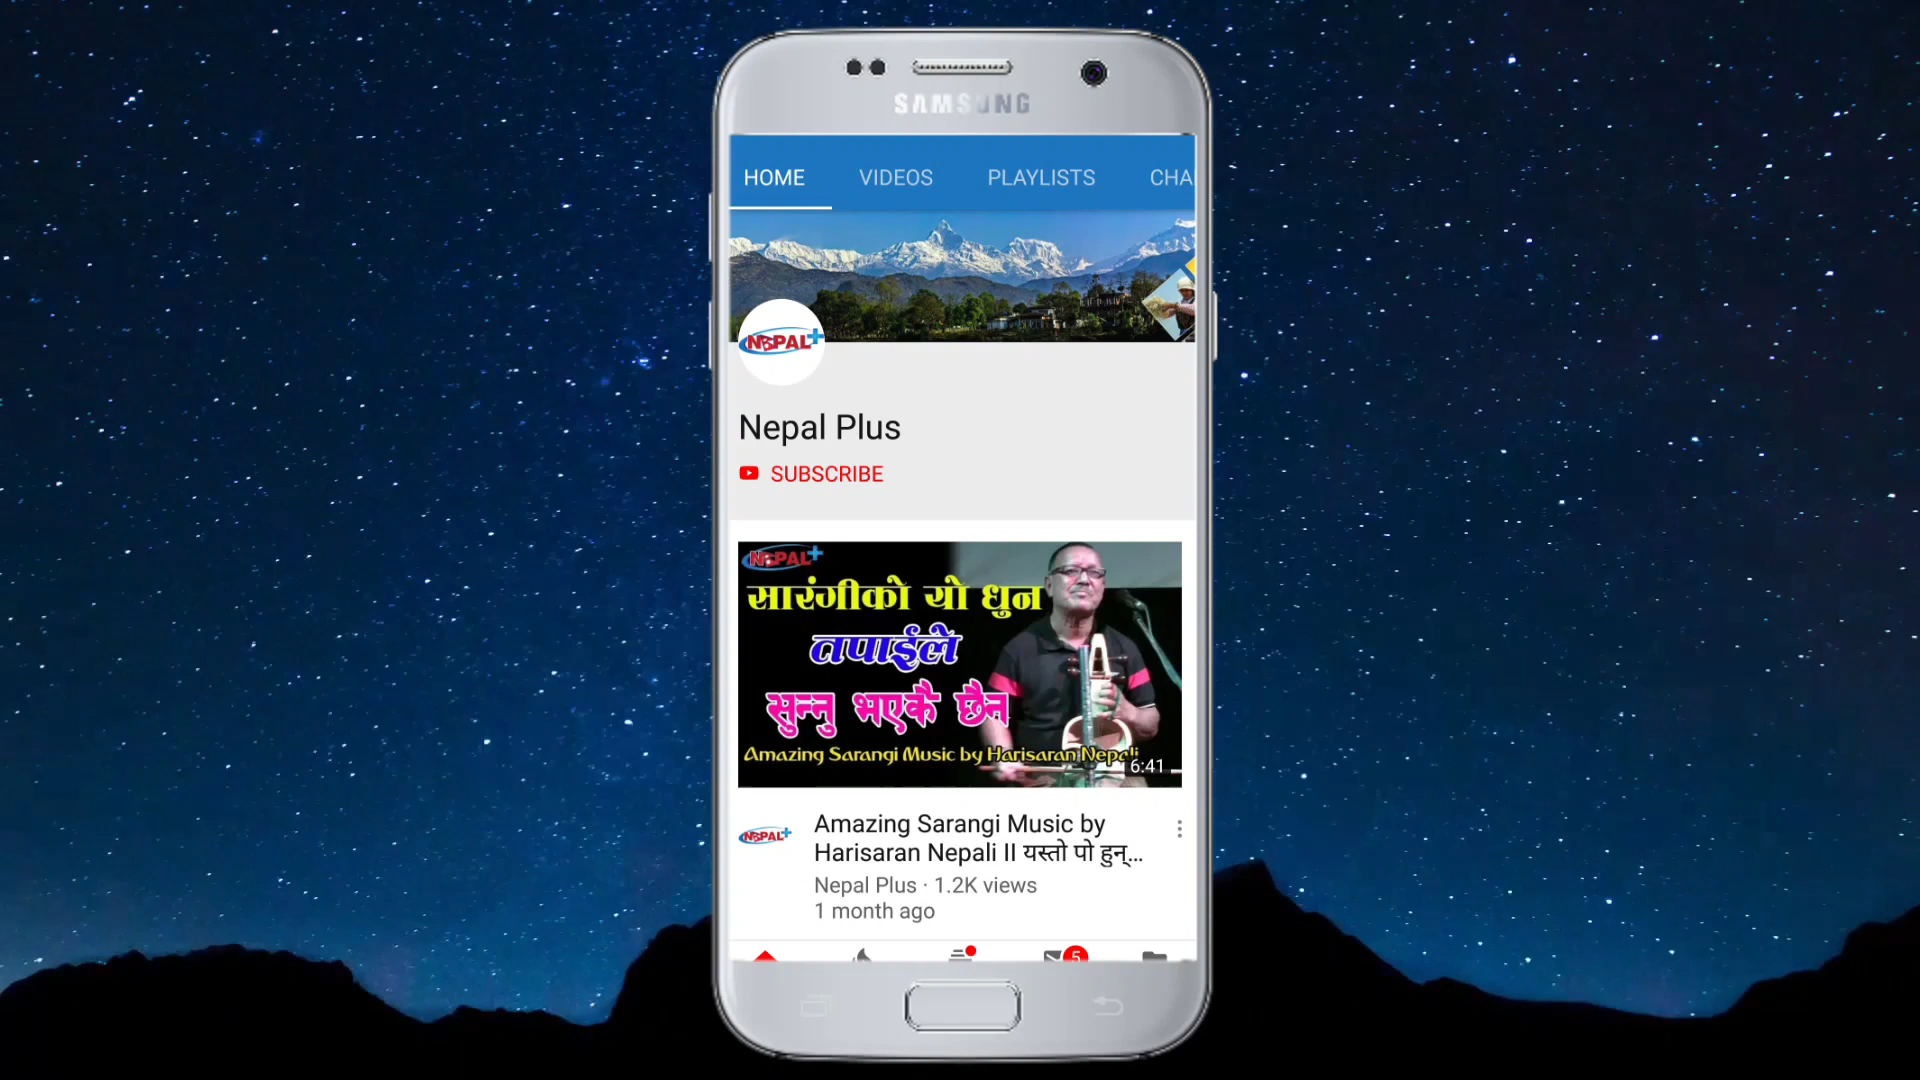 SAMSUNG
HOME VIDEOS PLAYLISTS CHA
NEPAL+
Nepal Plus
SUBSCRIBE
NEPAL+
सारंगीको यो धुन
तपाईले
सुन्नु भएकै छैन
Amazing Sarangi Music by Harisaran Nepali
6:41
NEPAL+
Amazing Sarangi Music by
Harisaran Nepali II यस्तो पो हुन्...
Nepal Plus · 1.2K views
1 month ago
5